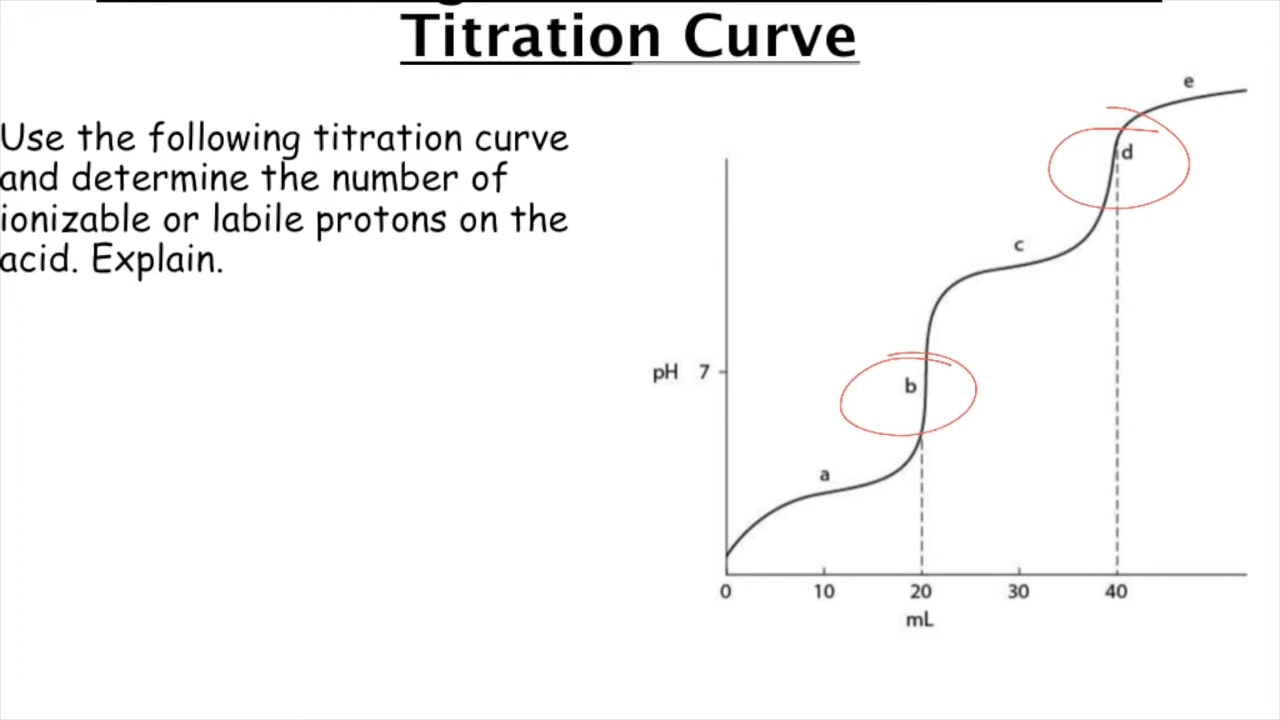 Titration Curve
Use the following titration curve
and determine the number of
ionizable or labile protons on the
acid. Explain.
e
d
c
pH 7
b
a
0 10 20 30 40
mL